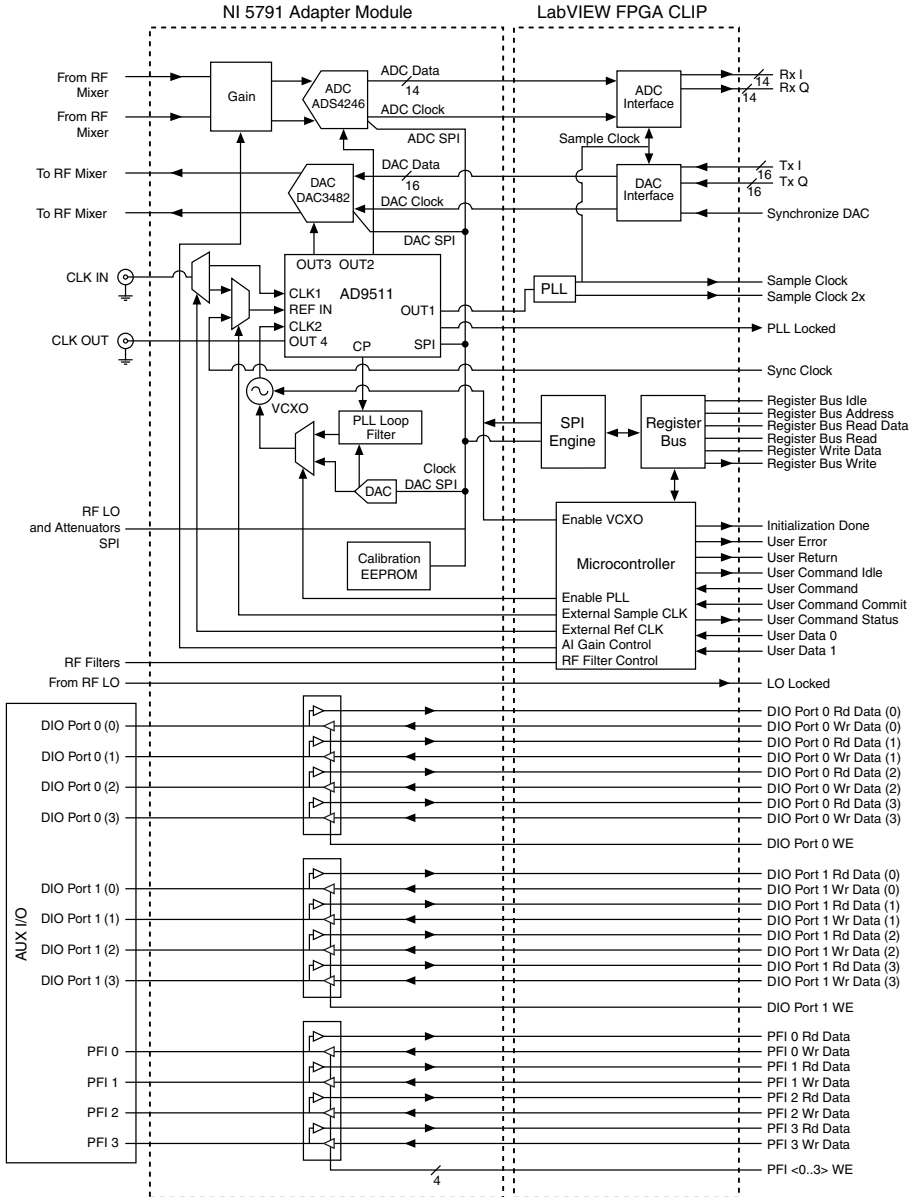 NI 5791 Adapter Module
LabVIEW FPGA CLIP
From RF
Mixer
From RF
Mixer
Gain
ADC
ADS4246
ADC Data
14
ADC Clock
ADC SPI
ADC
Interface
14
14
Rx I
Rx Q
Sample Clock
To RF Mixer
To RF Mixer
DAC
DAC3482
DAC Data
16
DAC Clock
DAC SPI
DAC
Interface
16
16
Tx I
Tx Q
Synchronize DAC
CLK IN
CLK OUT
OUT3
OUT2
CLK1
AD9511
REF IN
OUT1
CLK2
OUT 4
CP
SPI
PLL
Sample Clock
Sample Clock 2x
PLL Locked
Sync Clock
VCXO
PLL Loop
Filter
Clock
DAC SPI
DAC
SPI
Engine
Register
Bus
Register Bus Idle
Register Bus Address
Register Bus Read Data
Register Bus Read
Register Write Data
Register Bus Write
RF LO
and Attenuators
SPI
Calibration
EEPROM
Enable VCXO
Microcontroller
Enable PLL
External Sample CLK
External Ref CLK
AI Gain Control
RF Filter Control
Initialization Done
User Error
User Return
User Command Idle
User Command
User Command Commit
User Command Status
User Data 0
User Data 1
RF Filters
From RF LO
LO Locked
AUX I/O
DIO Port 0 (0)
DIO Port 0 (1)
DIO Port 0 (2)
DIO Port 0 (3)
DIO Port 0 Rd Data (0)
DIO Port 0 Wr Data (0)
DIO Port 0 Rd Data (1)
DIO Port 0 Wr Data (1)
DIO Port 0 Rd Data (2)
DIO Port 0 Wr Data (2)
DIO Port 0 Rd Data (3)
DIO Port 0 Wr Data (3)
DIO Port 0 WE
DIO Port 1 (0)
DIO Port 1 (1)
DIO Port 1 (2)
DIO Port 1 (3)
DIO Port 1 Rd Data (0)
DIO Port 1 Wr Data (0)
DIO Port 1 Rd Data (1)
DIO Port 1 Wr Data (1)
DIO Port 1 Rd Data (2)
DIO Port 1 Wr Data (2)
DIO Port 1 Rd Data (3)
DIO Port 1 Wr Data (3)
DIO Port 1 WE
PFI 0
PFI 1
PFI 2
PFI 3
PFI 0 Rd Data
PFI 0 Wr Data
PFI 1 Rd Data
PFI 1 Wr Data
PFI 2 Rd Data
PFI 2 Wr Data
PFI 3 Rd Data
PFI 3 Wr Data
4
PFI <0..3> WE